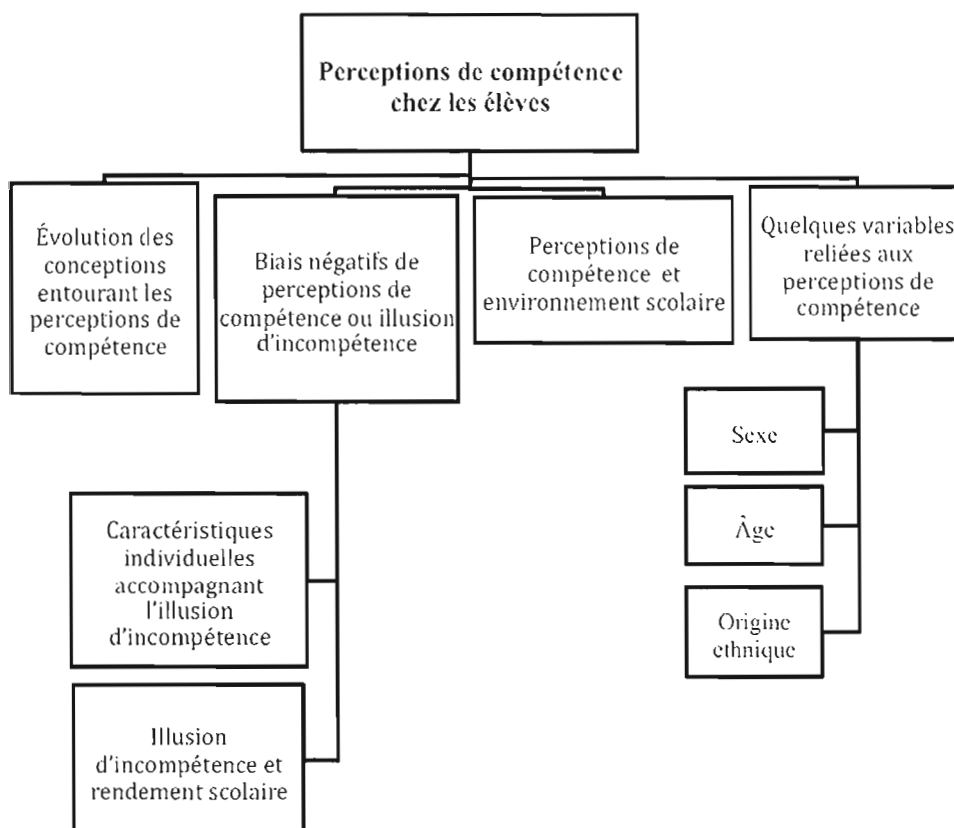 Perceptions de compétence
chez les élèves
Évolution des
conceptions
entourant les
perceptions de
compétence
Biais négatifs de
perceptions de
compétence ou illusion
d'incompétence
Perceptions de
compétence et
environnement scolaire
Quelques variables
reliées aux
perceptions de
compétence
Caractéristiques
individuelles
accompagnant
l'illusion
d'incompétence
Illusion
d'incompétence et
rendement scolaire
Sexe
Âge
Origine
ethnique